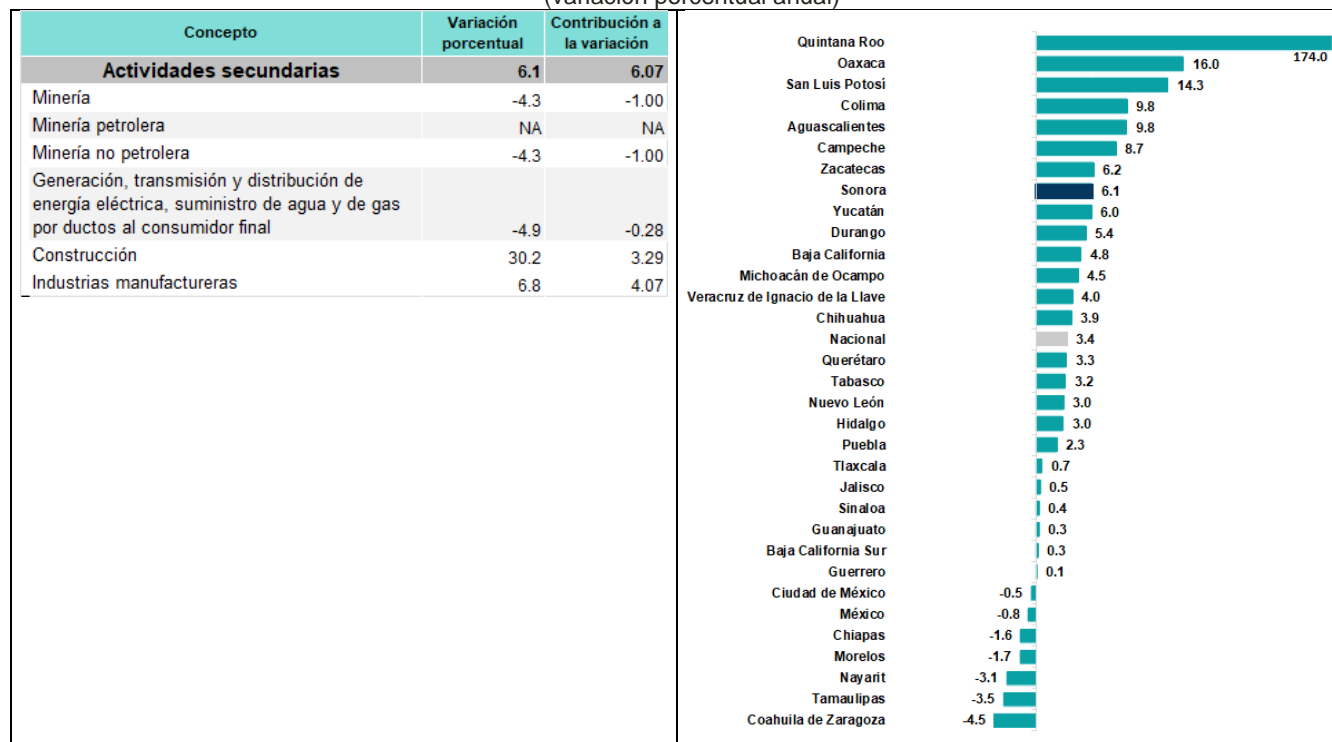 (variación porcentual anual)
Concepto
Variación porcentual
Contribución a la variación
Actividades secundarias 6.1 6.07
Minería -4.3 -1.00
Minería petrolera NA NA
Minería no petrolera -4.3 -1.00
Generación, transmisión y distribución de
energía eléctrica, suministro de agua y de gas
por ductos al consumidor final -4.9 -0.28
Construcción 30.2 3.29
Industrias manufactureras 6.8 4.07
Quintana Roo 174.0
Oaxaca 16.0
San Luis Potosí 14.3
Colima 9.8
Aguascalientes 9.8
Campeche 8.7
Zacatecas 6.2
Sonora 6.1
Yucatán 6.0
Durango 5.4
Baja California 4.8
Michoacán de Ocampo 4.5
Veracruz de Ignacio de la Llave 4.0
Chihuahua 3.9
Nacional 3.4
Querétaro 3.3
Tabasco 3.2
Nuevo León 3.0
Hidalgo 3.0
Puebla 2.3
Tlaxcala 0.7
Jalisco 0.5
Sinaloa 0.4
Guanajuato 0.3
Baja California Sur 0.3
Guerrero 0.1
Ciudad de México -0.5
México -0.8
Chiapas -1.6
Morelos -1.7
Nayarit -3.1
Tamaulipas -3.5
Coahuila de Zaragoza -4.5